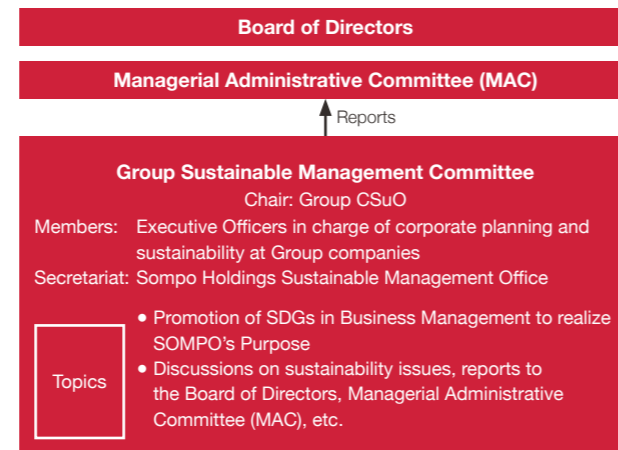 Board of Directors
Managerial Administrative Committee (MAC)
Reports
Group Sustainable Management Committee
Chair: Group CSuO
Members: Executive Officers in charge of corporate planning and
sustainability at Group companies
Secretariat: Sompo Holdings Sustainable Management Office
Topics
● Promotion of SDGs in Business Management to realize
SOMPO's Purpose
● Discussions on sustainability issues, reports to
the Board of Directors, Managerial Administrative
Committee (MAC), etc.